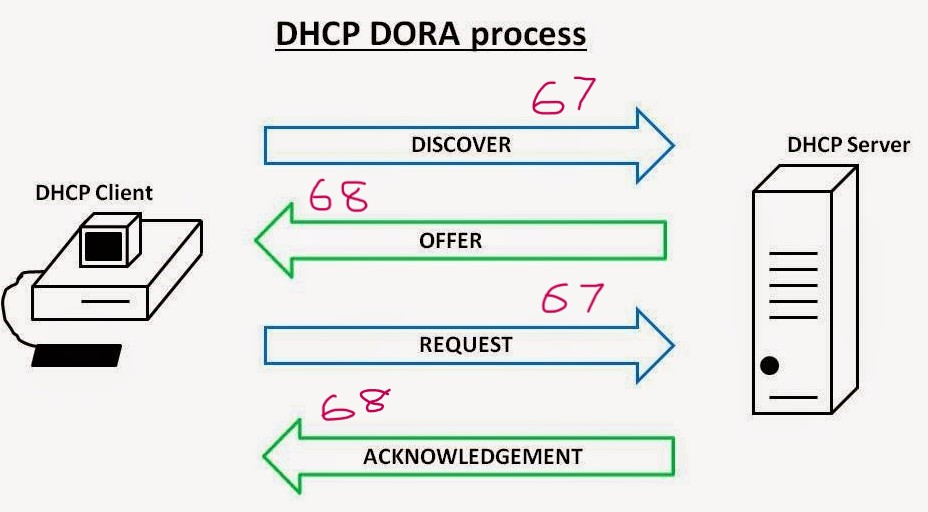 DHCP DORA process
67
DISCOVER
DHCP Server
DHCP Client
68
OFFER
67
REQUEST
68
ACKNOWLEDGEMENT